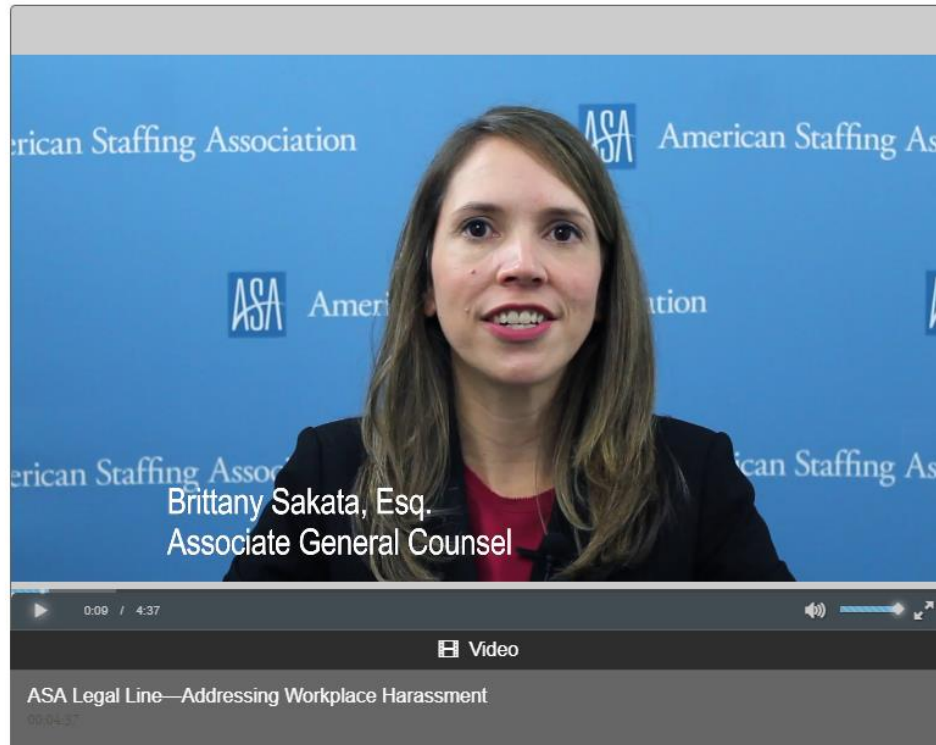 erican Staffing Association
ASA American Staffing As
ASA Ameri
ation
erican Staffing Assoc
ican Staffing As
Brittany Sakata, Esq.
Associate General Counsel
0:09 / 4:37
Video
ASA Legal Line—Addressing Workplace Harassment
00:04:37